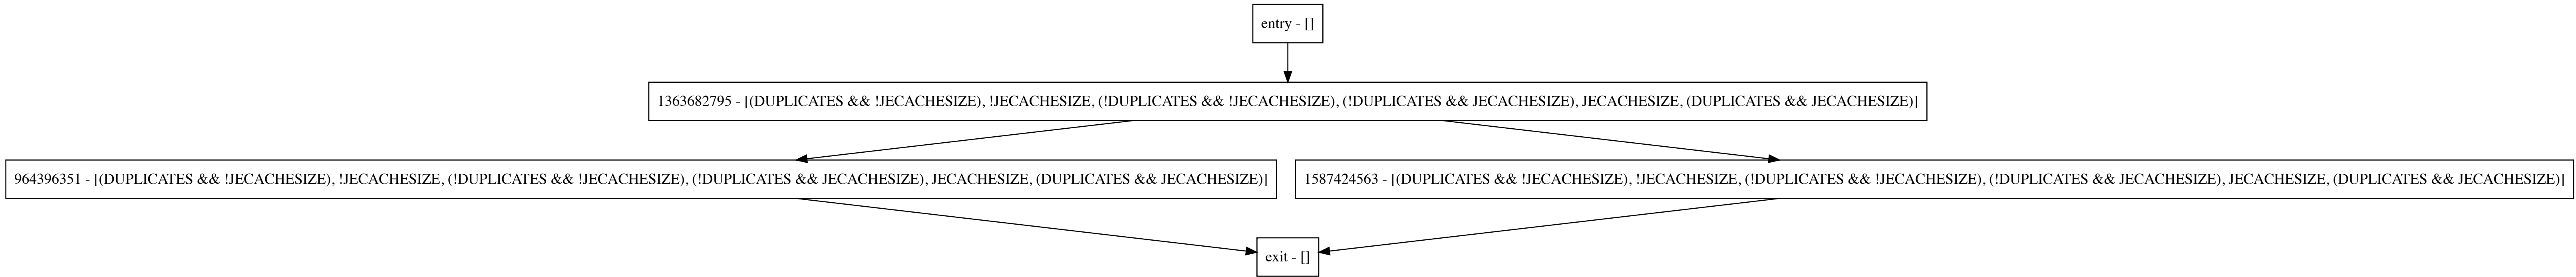 entry - []
1363682795 - [(DUPLICATES && !JECACHESIZE), !JECACHESIZE, (!DUPLICATES && !JECACHESIZE), (!DUPLICATES && JECACHESIZE), JECACHESIZE, (DUPLICATES && JECACHESIZE)]
964396351 - [(DUPLICATES && !JECACHESIZE), !JECACHESIZE, (!DUPLICATES && !JECACHESIZE), (!DUPLICATES && JECACHESIZE), JECACHESIZE, (DUPLICATES && JECACHESIZE)]
1587424563 - [(DUPLICATES && !JECACHESIZE), !JECACHESIZE, (!DUPLICATES && !JECACHESIZE), (!DUPLICATES && JECACHESIZE), JECACHESIZE, (DUPLICATES && JECACHESIZE)]
exit - []